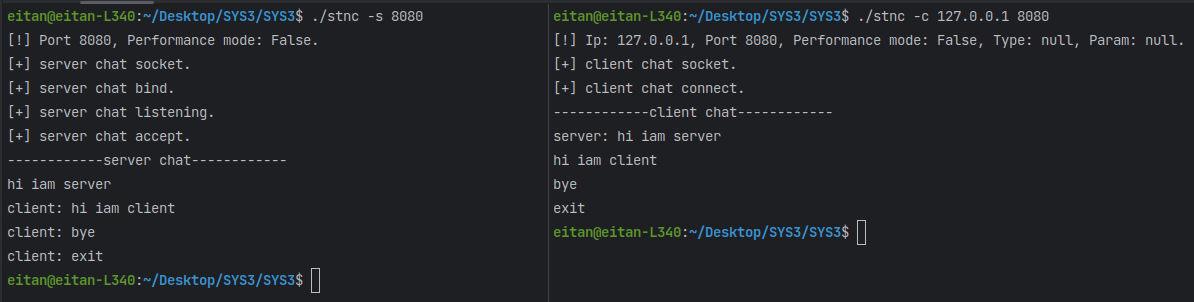 eitan@eitan-L340:~/Desktop/SYS3/SYS3$ ./stnc -s 8080
[!] Port 8080, Performance mode: False.
[+] server chat socket.
[+] server chat bind.
[+] server chat listening.
[+] server chat accept.
------------server chat------------
hi iam server
client: hi iam client
client: bye
client: exit
eitan@eitan-L340:~/Desktop/SYS3/SYS3$
eitan@eitan-L340:~/Desktop/SYS3/SYS3$ ./stnc -c 127.0.0.1 8080
[!] Ip: 127.0.0.1, Port 8080, Performance mode: False, Type: null, Param: null.
[+] client chat socket.
[+] client chat connect.
------------client chat------------
server: hi iam server
hi iam client
bye
exit
eitan@eitan-L340:~/Desktop/SYS3/SYS3$